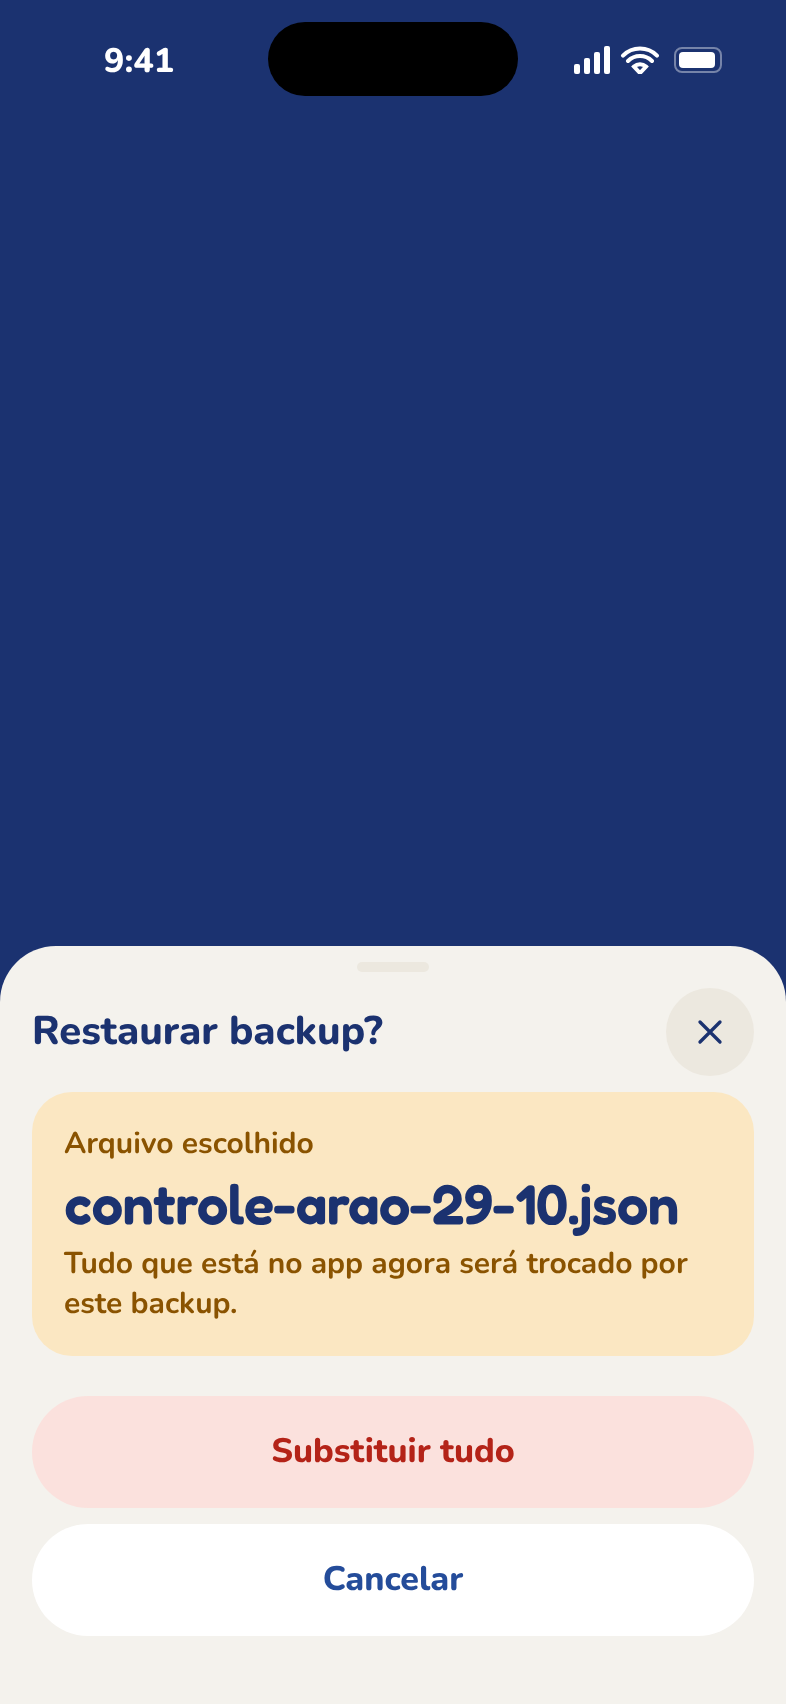 9:41
Restaurar backup?
Arquivo escolhido
controle-arao-29-10.json
Tudo que está no app agora será trocado por
este backup.
Substituir tudo
Cancelar